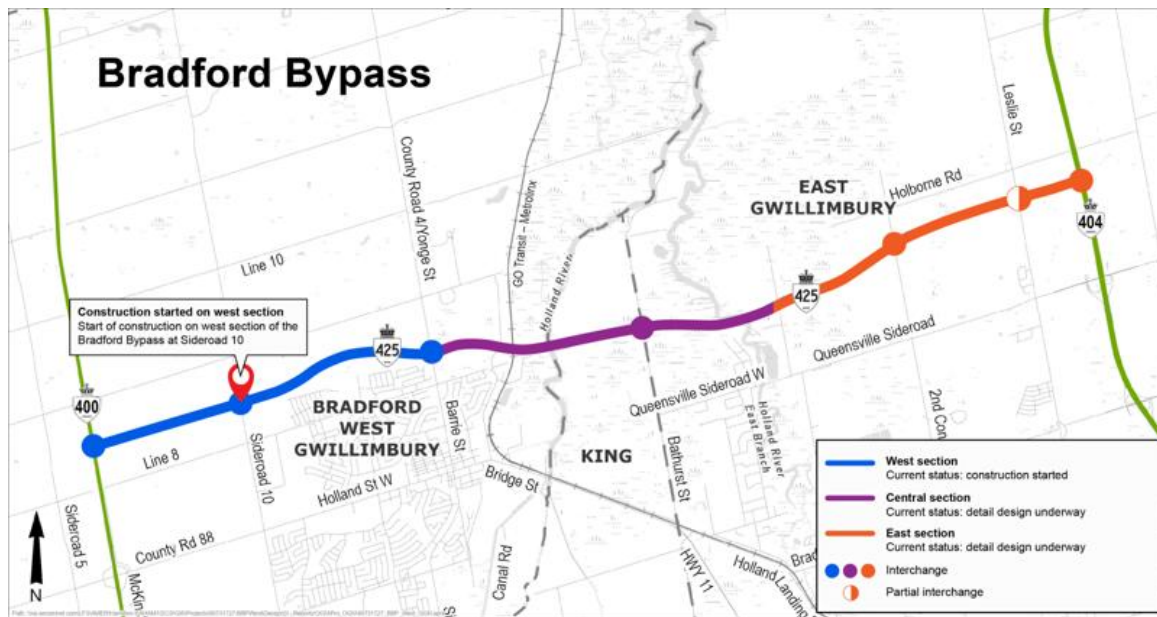 Bradford Bypass
Leslie St
County Road 4/Yonge St
GO Transit – Metrolinx
Holborne Rd
EAST
GWILLIMBURY
404
Line 10
Holland River
425
Construction started on west section
Start of construction on west section of the
Bradford Bypass at Sideroad 10
425
Queensville Sideroad
400
BRADFORD
WEST
GWILLIMBURY
Barrie St
Queensville Sideroad W
2nd Con
Line 8
Sideroad 10
Holland St W
Bridge St
KING
Bathurst St
Holland River
East Branch
Sideroad 5
County Rd 88
Canal Rd
HWY 11
Holland Landing
McKin
N
West section
Current status: construction started
Central section
Current status: detail design underway
East section
Current status: detail design underway
Interchange
Partial interchange